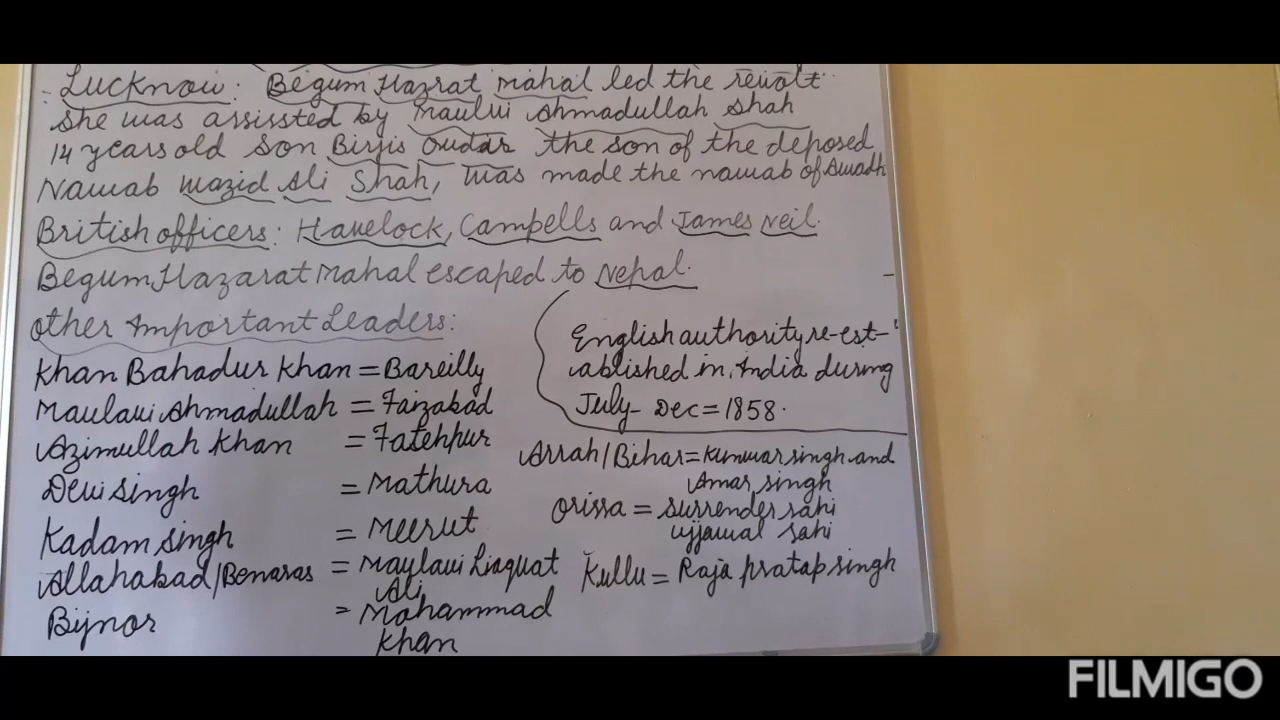 Lucknow: Begum Hazrat Mahal led the revolt
She was assissted by Maulvi Ahmadullah Shah
14 years old son Birjis Qudar the son of the deposed
Nawab Wazid Ali Shah, was made the nawab of Awadh
British officers: Havelock, Campells and James Neil.
Begum Hazarat Mahal escaped to Nepal.
Other Important Leaders:
English authority re-est-
ablished in India during
July- Dec = 1858.
Khan Bahadur Khan = Bareilly
Maulavi Ahmadullah = Faizabad
Azimullah Khan = Fatehpur
Devi Singh = Mathura
Kadam Singh = Meerut
Allahabad/Benaras = Maulavi Liaquat
Ali
Bijnor = Mohammad
Khan
Arrah/Bihar = Kunwar singh and
Amar singh
Orissa = Surrender sahi
ujjawal sahi
Kullu = Raja pratap singh
FILMIGO